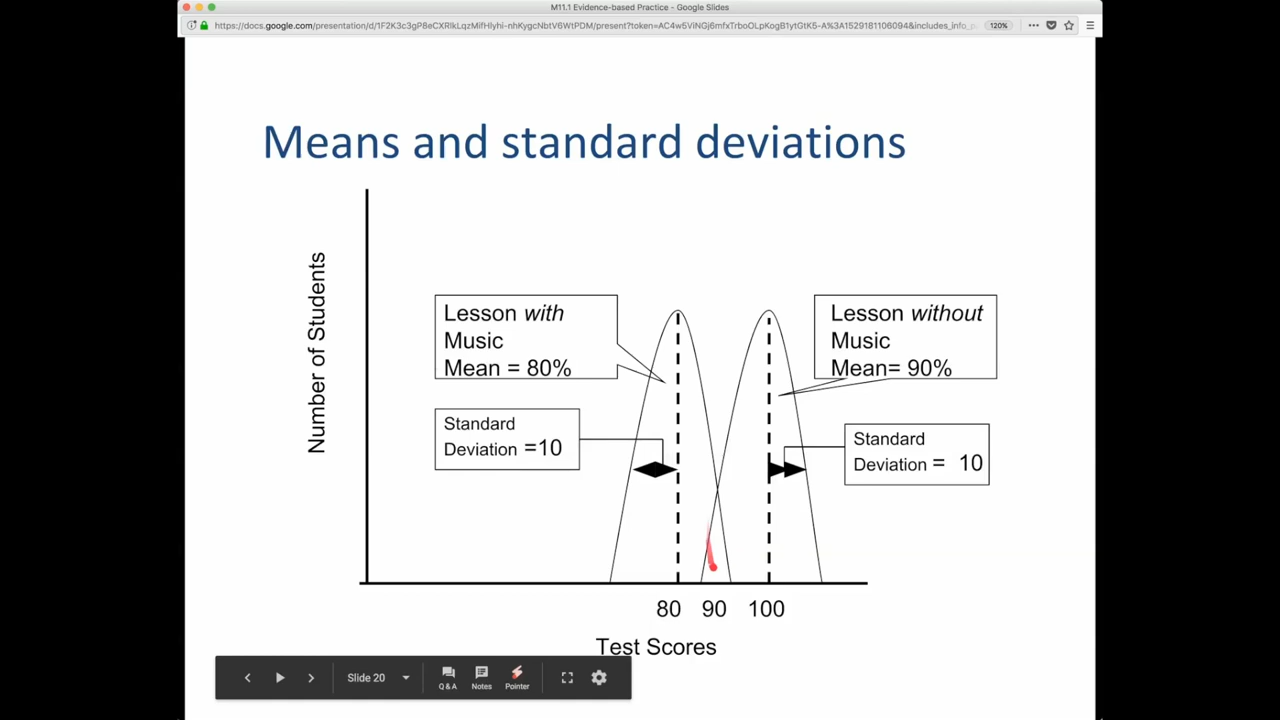 M11.1 Evidence-based Practice - Google Slides
120%
Means and standard deviations
Number of Students
Lesson with
Music
Mean = 80%
Lesson without
Music
Mean= 90%
Standard
Deviation =10
Standard
Deviation = 10
80 90 100
Test Scores
Slide 20
Q & A
Notes
Pointer